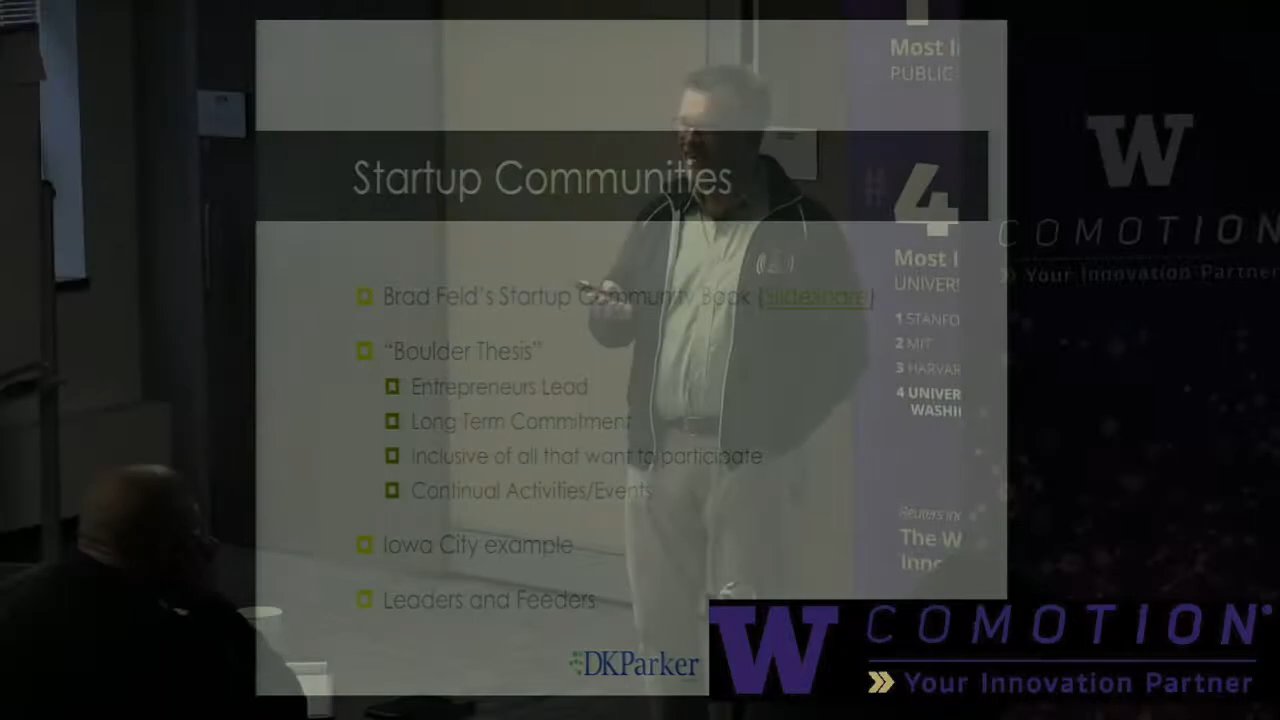 Startup Communities
Brad Feld's Startup Community Book (SlideShare)
"Boulder Thesis"
Entrepreneurs Lead
Long Term Commitment
Inclusive of all that want to participate
Continual Activities/Events
Iowa City example
Leaders and Feeders
DKParker
Most I
PUBLIC
#4
Most I
UNIVERS
1 STANFO
2 MIT
3 HARVAR
4 UNIVER
WASHI
Reuters
The W
W
COMOTION
» Your Innovation Partner
W
COMOTION®
» Your Innovation Partner